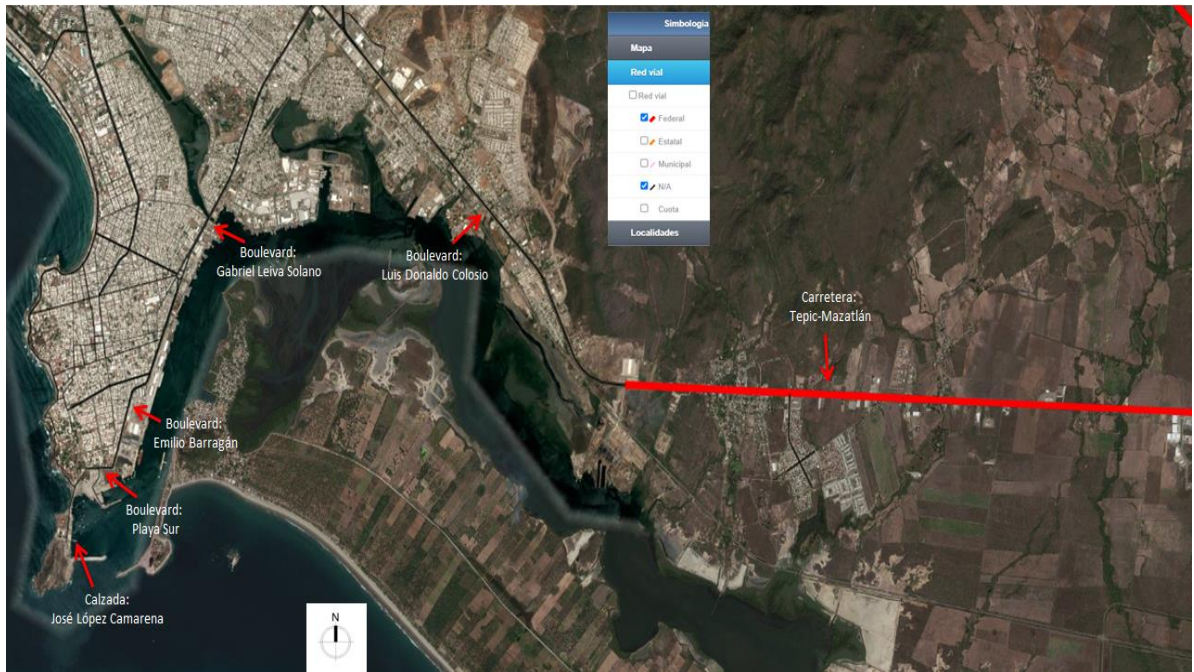 Simbologia
Mapa
Red vial
Red vial
Federal
Estatal
Municipal
N/A
Cuota
Localidades
Boulevard:
Gabriel Leiva Solano
Boulevard:
Luis Donaldo Colosio
Carretera:
Tepic-Mazatlán
Boulevard:
Emilio Barragán
Boulevard:
Playa Sur
Calzada:
José López Camarena
N